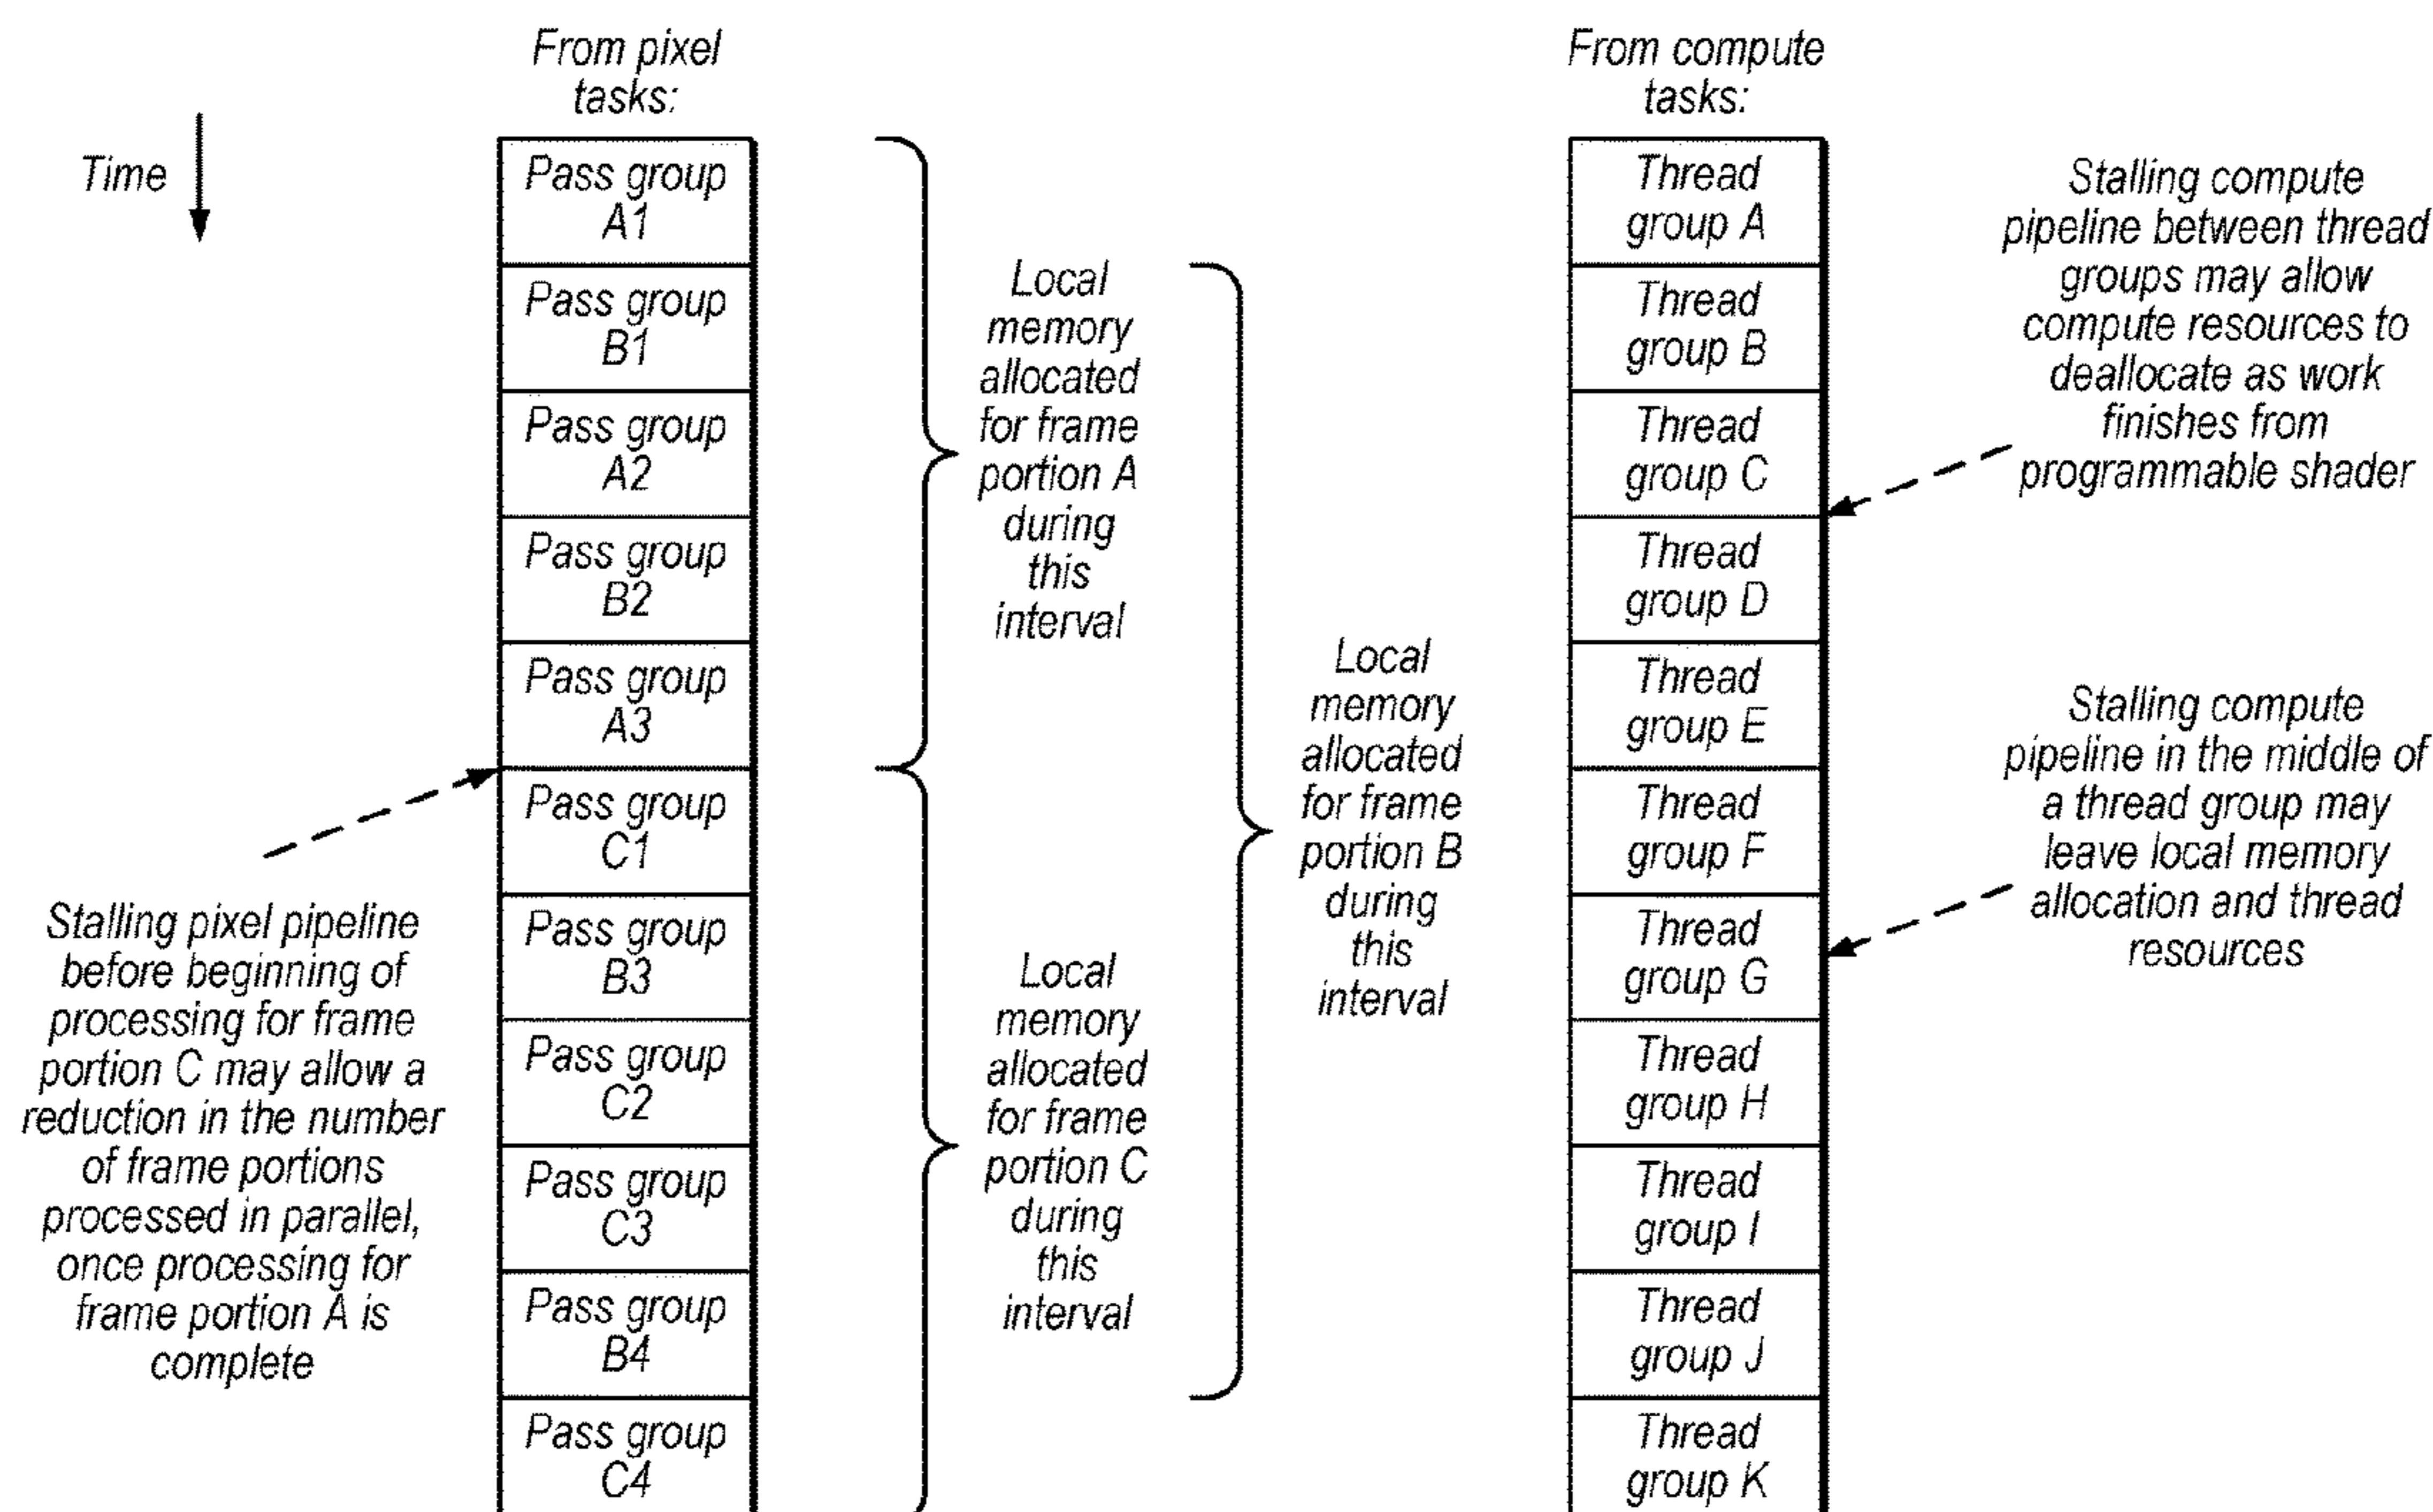 From pixel
tasks:
Time
Pass group
A1
Pass group
B1
Pass group
A2
Pass group
B2
Pass group
A3
Pass group
C1
Pass group
B3
Pass group
C2
Pass group
C3
Pass group
B4
Pass group
C4
Stalling pixel pipeline
before beginning of
processing for frame
portion C may allow a
reduction in the number
of frame portions
processed in parallel,
once processing for
frame portion A is
complete
Local
memory
allocated
for frame
portion A
during
this
interval
Local
memory
allocated
for frame
portion C
during
this
interval
Local
memory
allocated
for frame
portion B
during
this
interval
From compute
tasks:
Thread
group A
Thread
group B
Thread
group C
Thread
group D
Thread
group E
Thread
group F
Thread
group G
Thread
group H
Thread
group I
Thread
group J
Thread
group K
Stalling compute
pipeline between thread
groups may allow
compute resources to
deallocate as work
finishes from
programmable shader
Stalling compute
pipeline in the middle of
a thread group may
leave local memory
allocation and thread
resources